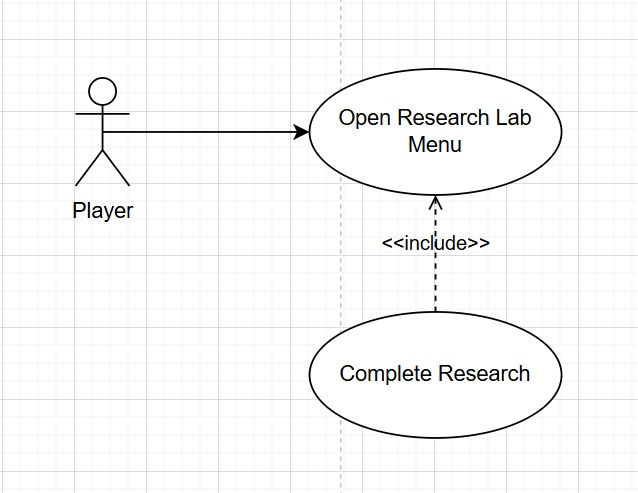 Open Research Lab
Menu
Player
<<include>>
Complete Research